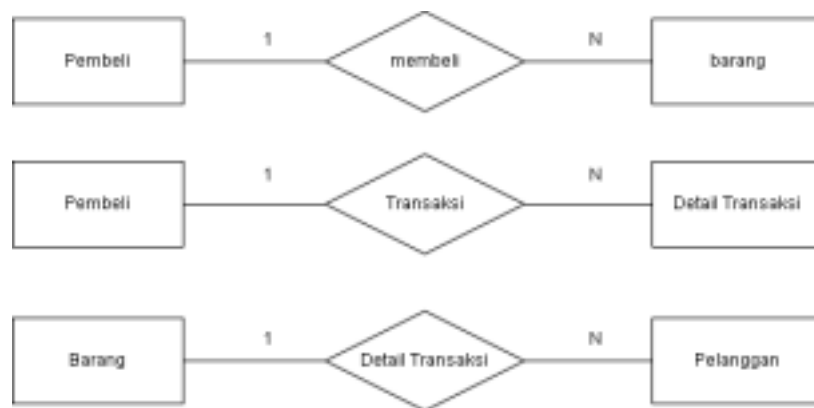 1 N
Pembeli membeli barang
1 N
Pembeli Transaksi Detail Transaksi
1 N
Barang Detail Transaksi Pelanggan